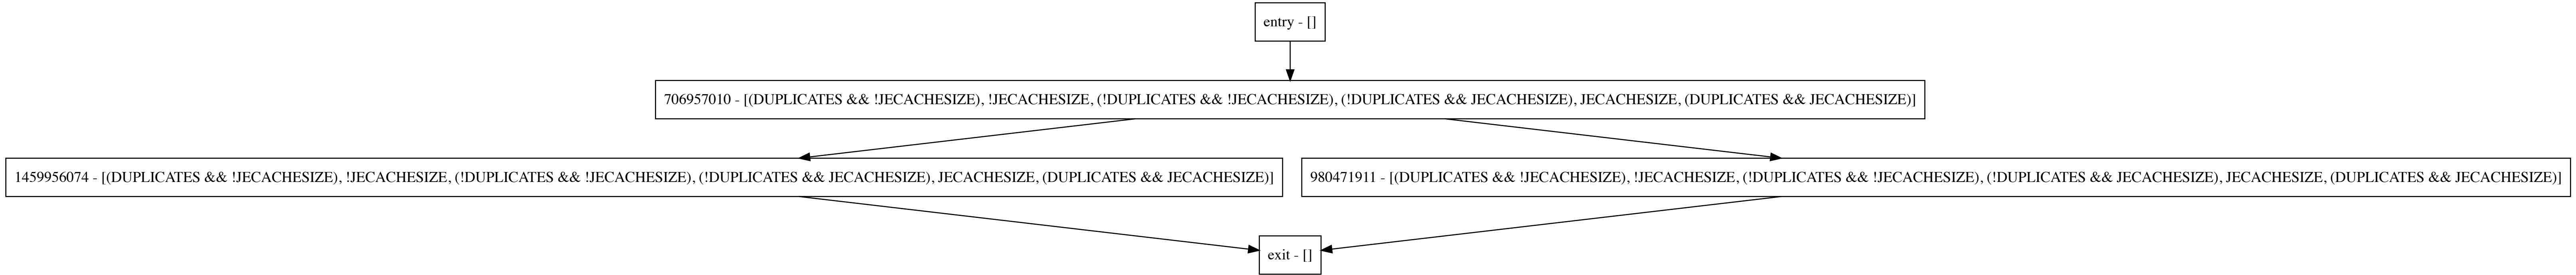 entry - []
706957010 - [(DUPLICATES && !JECACHESIZE), !JECACHESIZE, (!DUPLICATES && !JECACHESIZE), (!DUPLICATES && JECACHESIZE), JECACHESIZE, (DUPLICATES && JECACHESIZE)]
1459956074 - [(DUPLICATES && !JECACHESIZE), !JECACHESIZE, (!DUPLICATES && !JECACHESIZE), (!DUPLICATES && JECACHESIZE), JECACHESIZE, (DUPLICATES && JECACHESIZE)]
980471911 - [(DUPLICATES && !JECACHESIZE), !JECACHESIZE, (!DUPLICATES && !JECACHESIZE), (!DUPLICATES && JECACHESIZE), JECACHESIZE, (DUPLICATES && JECACHESIZE)]
exit - []